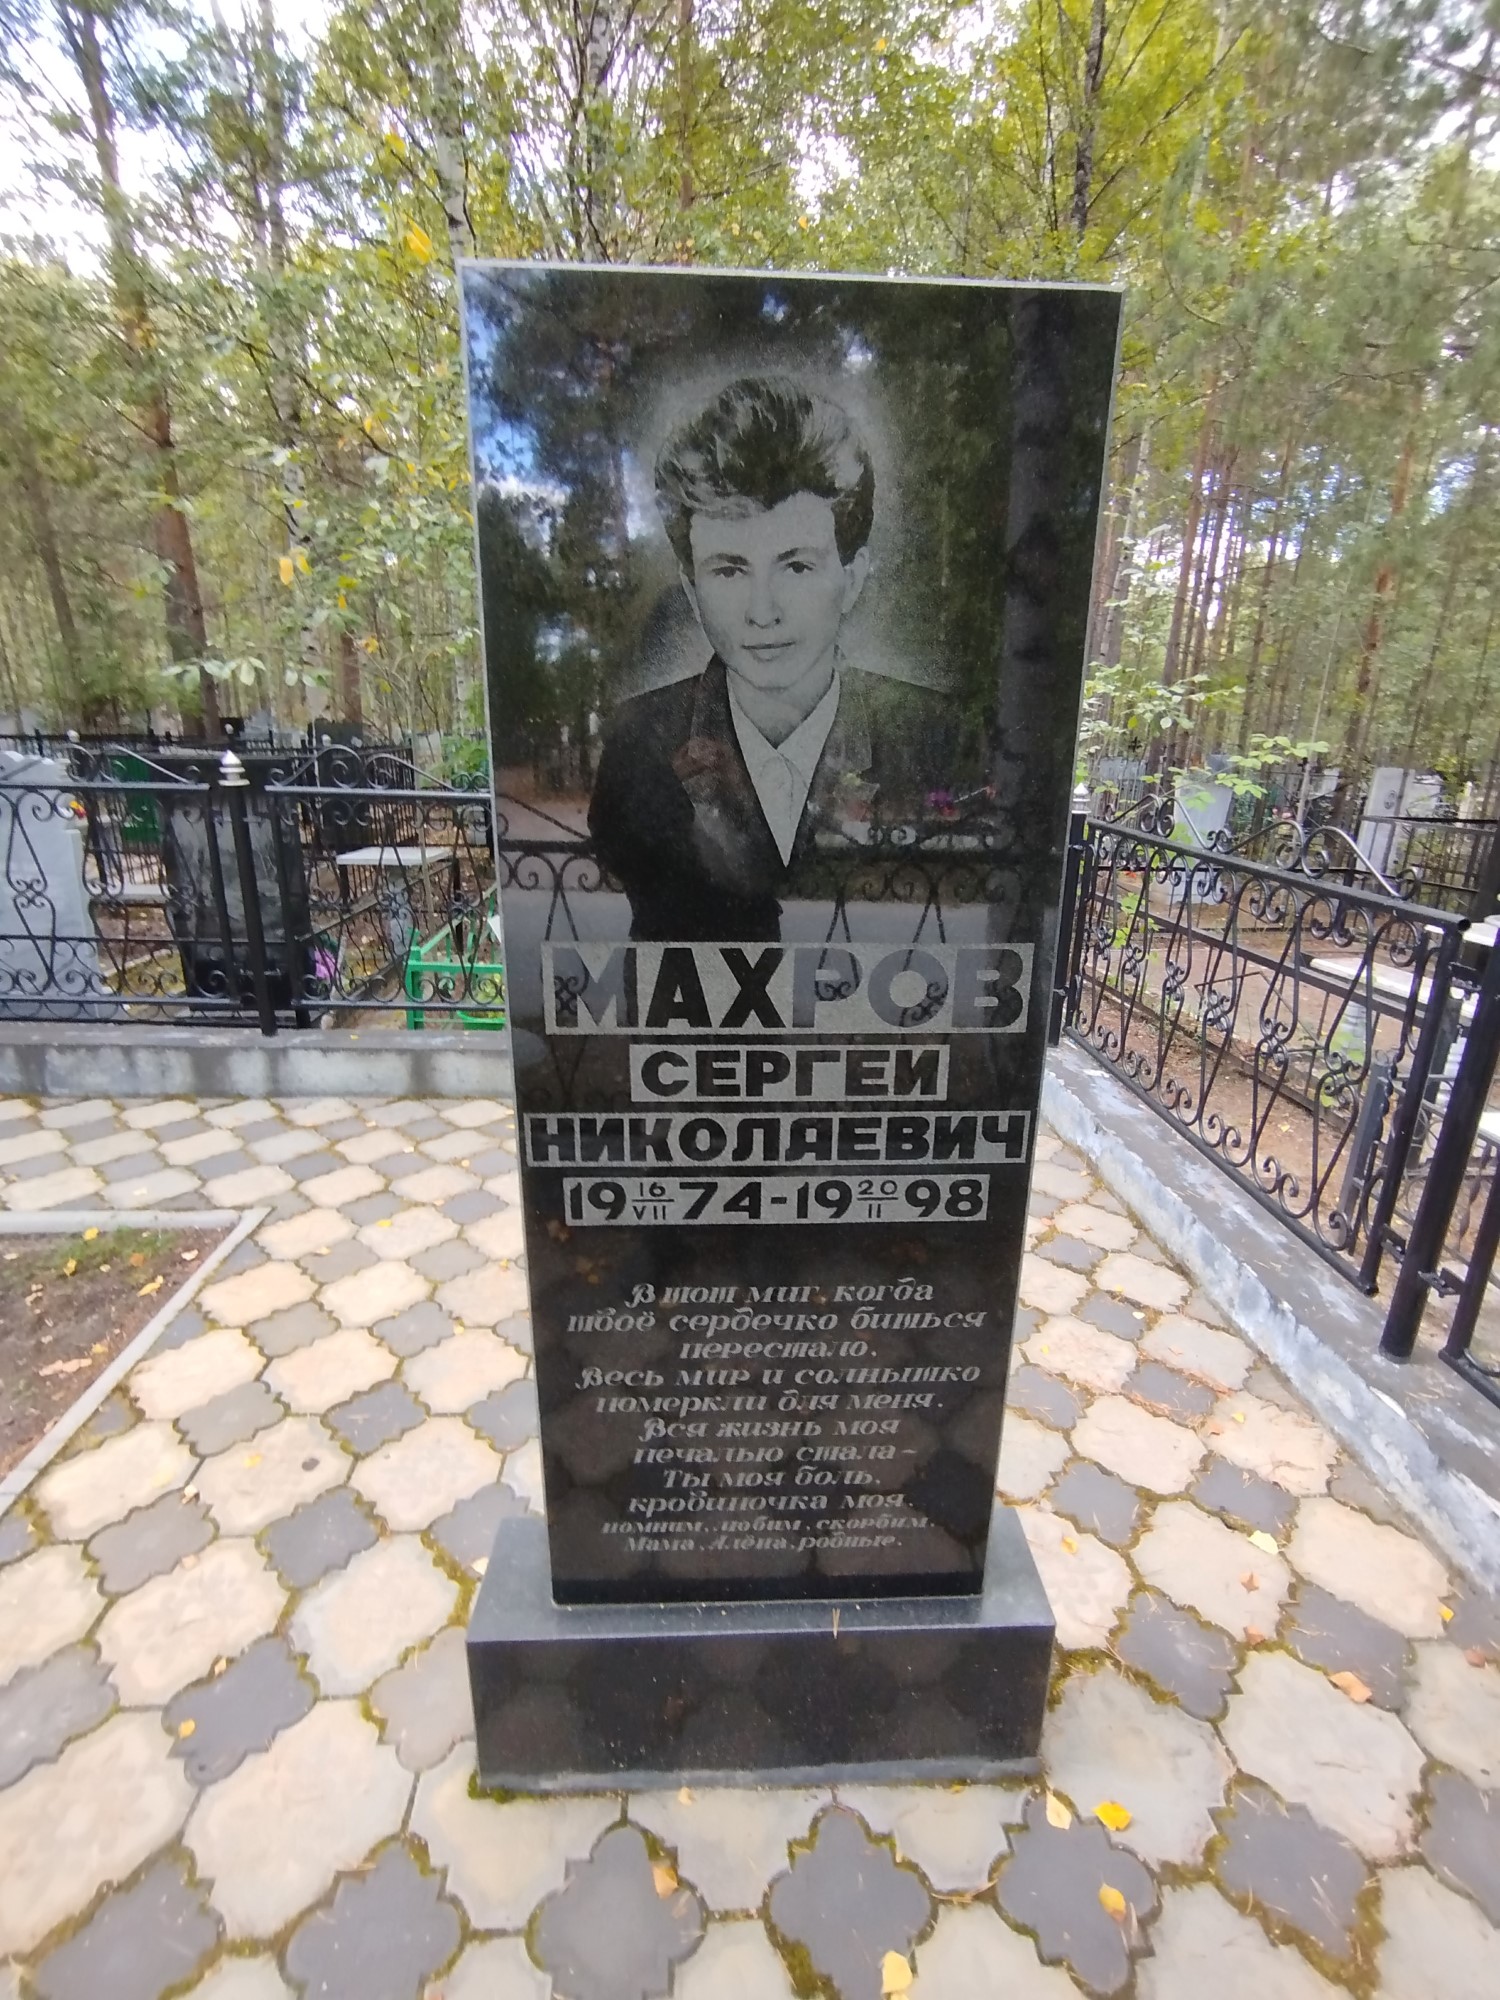 МАХРОВ
СЕРГЕЙ
НИКОЛАЕВИЧ
19 16/VII 74-19 20/II 98
В тот миг, когда
твоё сердечко биться
перестало,
Весь мир и солнышко
померкли для меня.
Вся жизнь моя
печалью стала –
Ты моя боль,
кровиночка моя.
помним, любим, скорбим.
Мама, Алёна, родные.